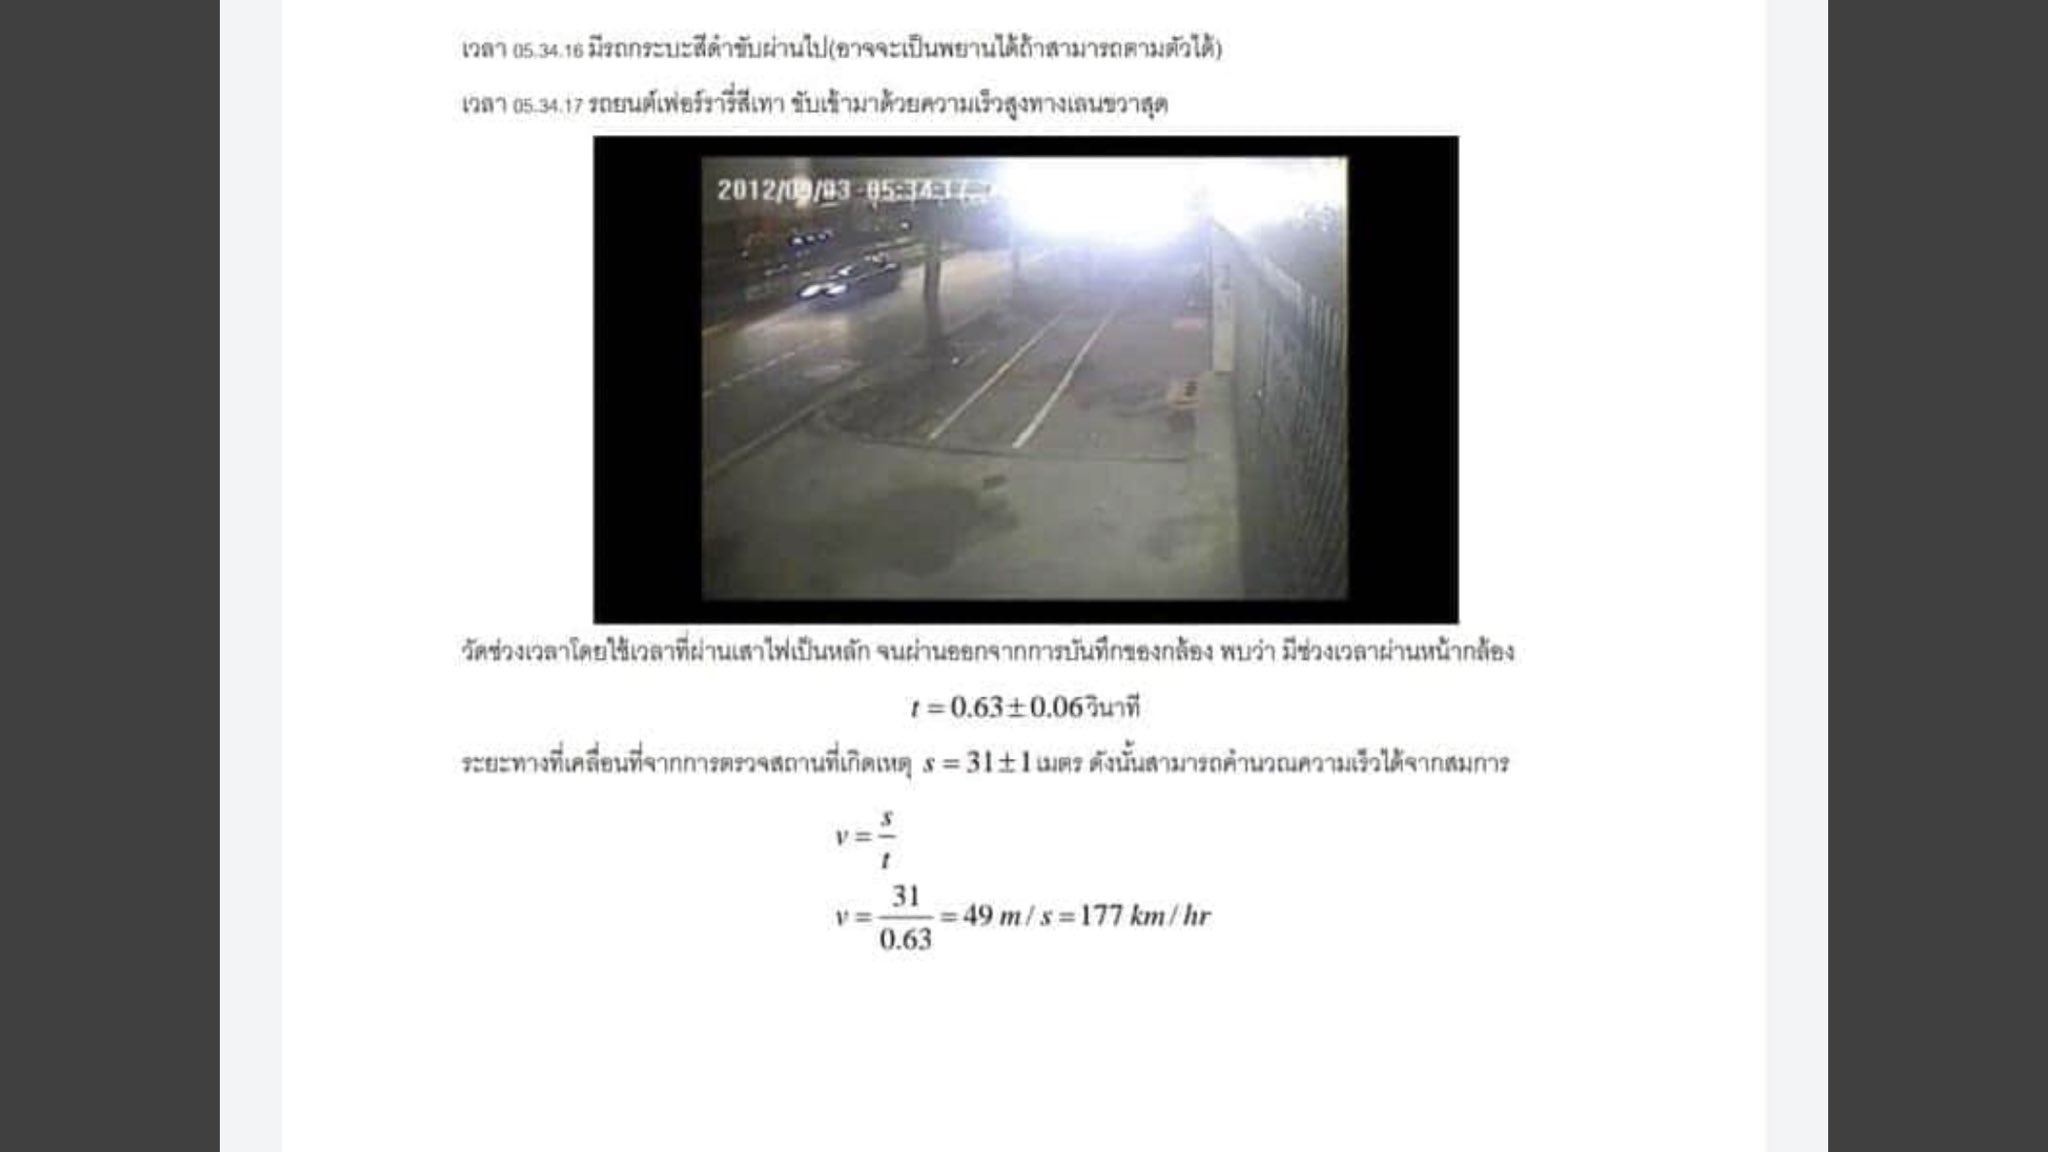 เวลา 05.34.16 มีรถกระบะสีดำขับผ่านไป(อาจจะเป็นพยานได้ถ้าสามารถตามตัวได้)
เวลา 05.34.17 รถยนต์เฟอร์รารี่สีเทา ขับเข้ามาด้วยความเร็วสูงทางเลนขวาสุด
2012/09/03 05:34:17
วัดช่วงเวลาโดยใช้เวลาที่ผ่านเสาไฟเป็นหลัก จนผ่านออกจากการบันทึกของกล้อง พบว่า มีช่วงเวลาผ่านหน้ากล้อง
t = 0.63 ± 0.06 วินาที
ระยะทางที่เคลื่อนที่จากการตรวจสถานที่เกิดเหตุ s = 31 ± 1 เมตร ดังนั้นสามารถคำนวณความเร็วได้จากสมการ
v = s / t
v = 31 / 0.63 = 49 m / s = 177 km / hr